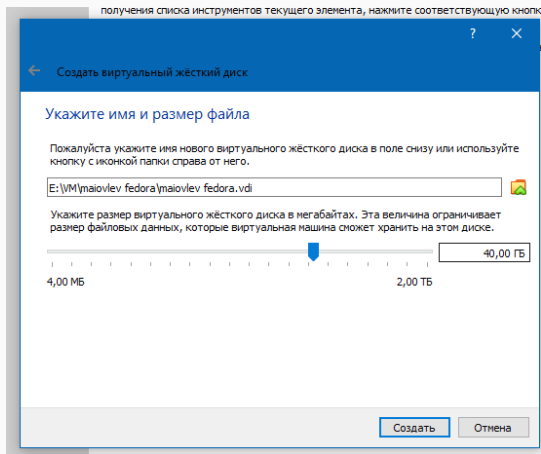 получения списка инструментов текущего элемента, нажмите соответствующую кнопк
?
Создать виртуальный жёсткий диск
Укажите имя и размер файла
Пожалуйста укажите имя нового виртуального жёсткого диска в поле снизу или используйте
кнопку с иконкой папки справа от него.
E:\VM\maiovlev fedora\maiovlev fedora.vdi
Укажите размер виртуального жёсткого диска в мегабайтах. Эта величина ограничивает
размер файловых данных, которые виртуальная машина сможет хранить на этом диске.
40,00 ГБ
4,00 МБ 2,00 ТБ
Создать Отмена